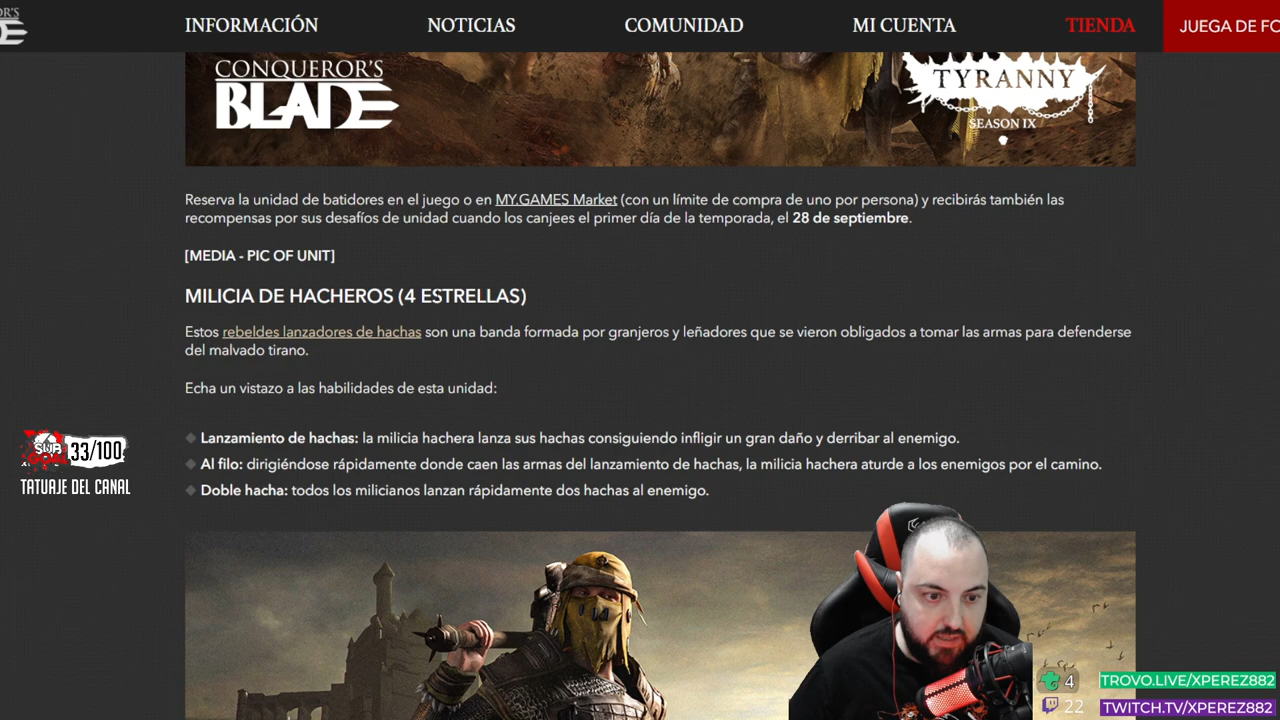 INFORMACIÓN NOTICIAS COMUNIDAD MI CUENTA TIENDA JUEGA DE
CONQUEROR'S
BLADE
TYRANNY
SEASON IX
Reserva la unidad de batidores en el juego o en MY.GAMES Market (con un límite de compra de uno por persona) y recibirás también las
recompensas por sus desafíos de unidad cuando los canjees el primer día de la temporada, el 28 de septiembre.
[MEDIA - PIC OF UNIT]
MILICIA DE HACHEROS (4 ESTRELLAS)
Estos rebeldes lanzadores de hachas son una banda formada por granjeros y leñadores que se vieron obligados a tomar las armas para defenderse
del malvado tirano.
Echa un vistazo a las habilidades de esta unidad:
Lanzamiento de hachas: la milicia hachera lanza sus hachas consiguiendo infligir un gran daño y derribar al enemigo.
Al filo: dirigiéndose rápidamente donde caen las armas del lanzamiento de hachas, la milicia hachera aturde a los enemigos por el camino.
Doble hacha: todos los milicianos lanzan rápidamente dos hachas al enemigo.
SUB
GOAL 33/100
TATUAJE DEL CANAL
4 TROVO.LIVE/XPEREZ882
22 TWITCH.TV/XPEREZ882